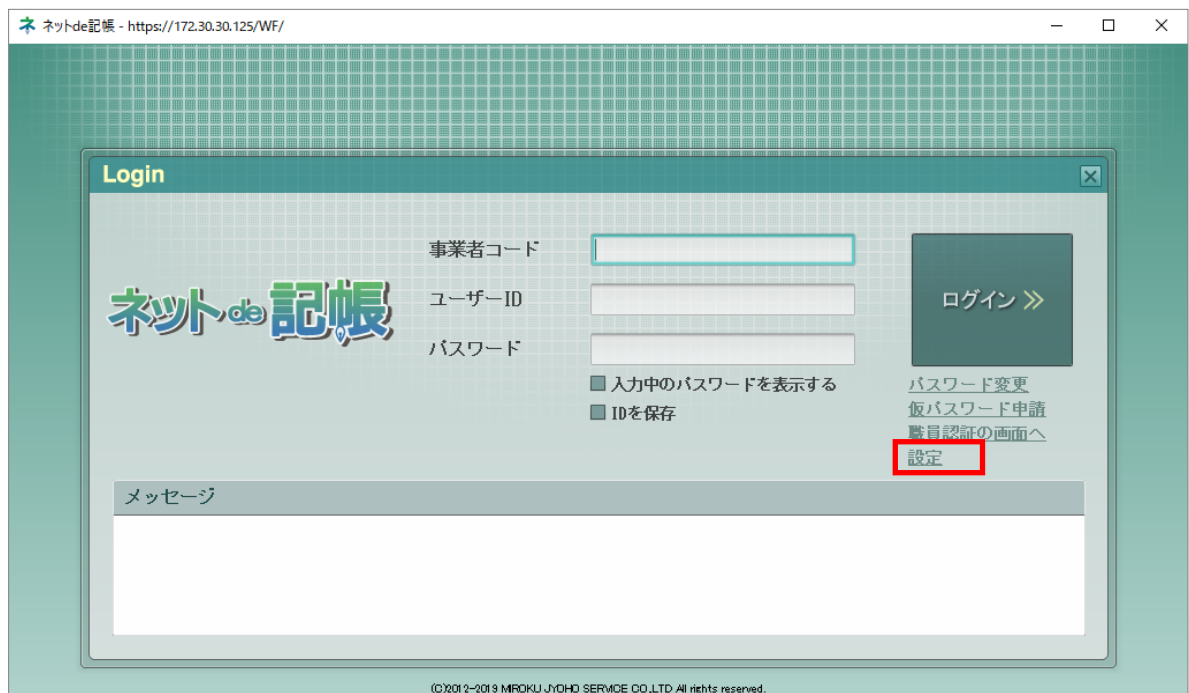 ネットde記帳 - https://172.30.30.125/WF/
Login
事業者コード
ユーザーID
パスワード
ネットde記帳
ログイン
入力中のパスワードを表示する
IDを保存
パスワード変更
仮パスワード申請
職員認証の画面へ
設定
メッセージ
(C)2012-2019 MIROKU JYOHO SERVICE CO.,LTD All rights reserved.